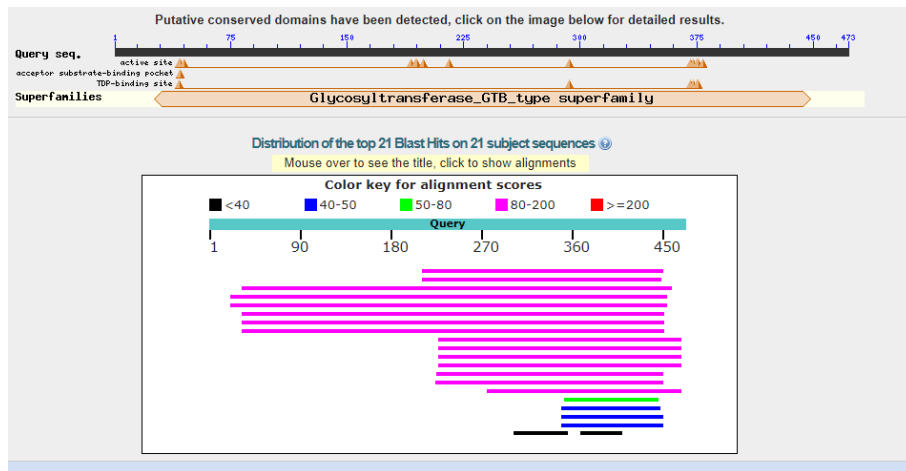 Putative conserved domains have been detected, click on the image below for detailed results.
1 75 150 225 300 375 450 473
Query seq.
active site
acceptor substrate-binding pocket
TDP-binding site
Superfamilies Glycosyltransferase_GTB_type superfamily
Distribution of the top 21 Blast Hits on 21 subject sequences ?
Mouse over to see the title, click to show alignments
Color key for alignment scores
<40 40-50 50-80 80-200 >=200
Query
1 90 180 270 360 450